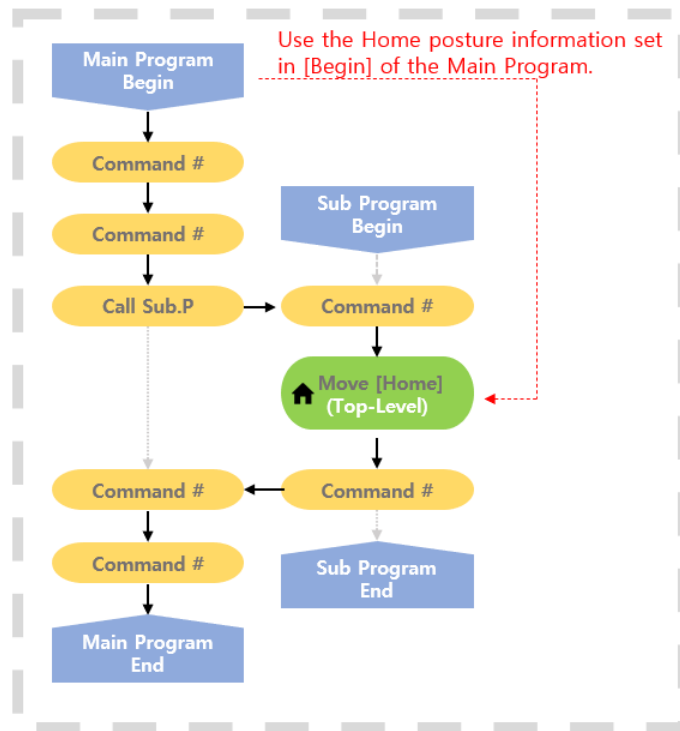 Use the Home posture information set
in [Begin] of the Main Program.
Main Program
Begin
Command #
Command #
Call Sub.P
Sub Program
Begin
Command #
Move [Home]
(Top-Level)
Command #
Command #
Command #
Sub Program
End
Main Program
End